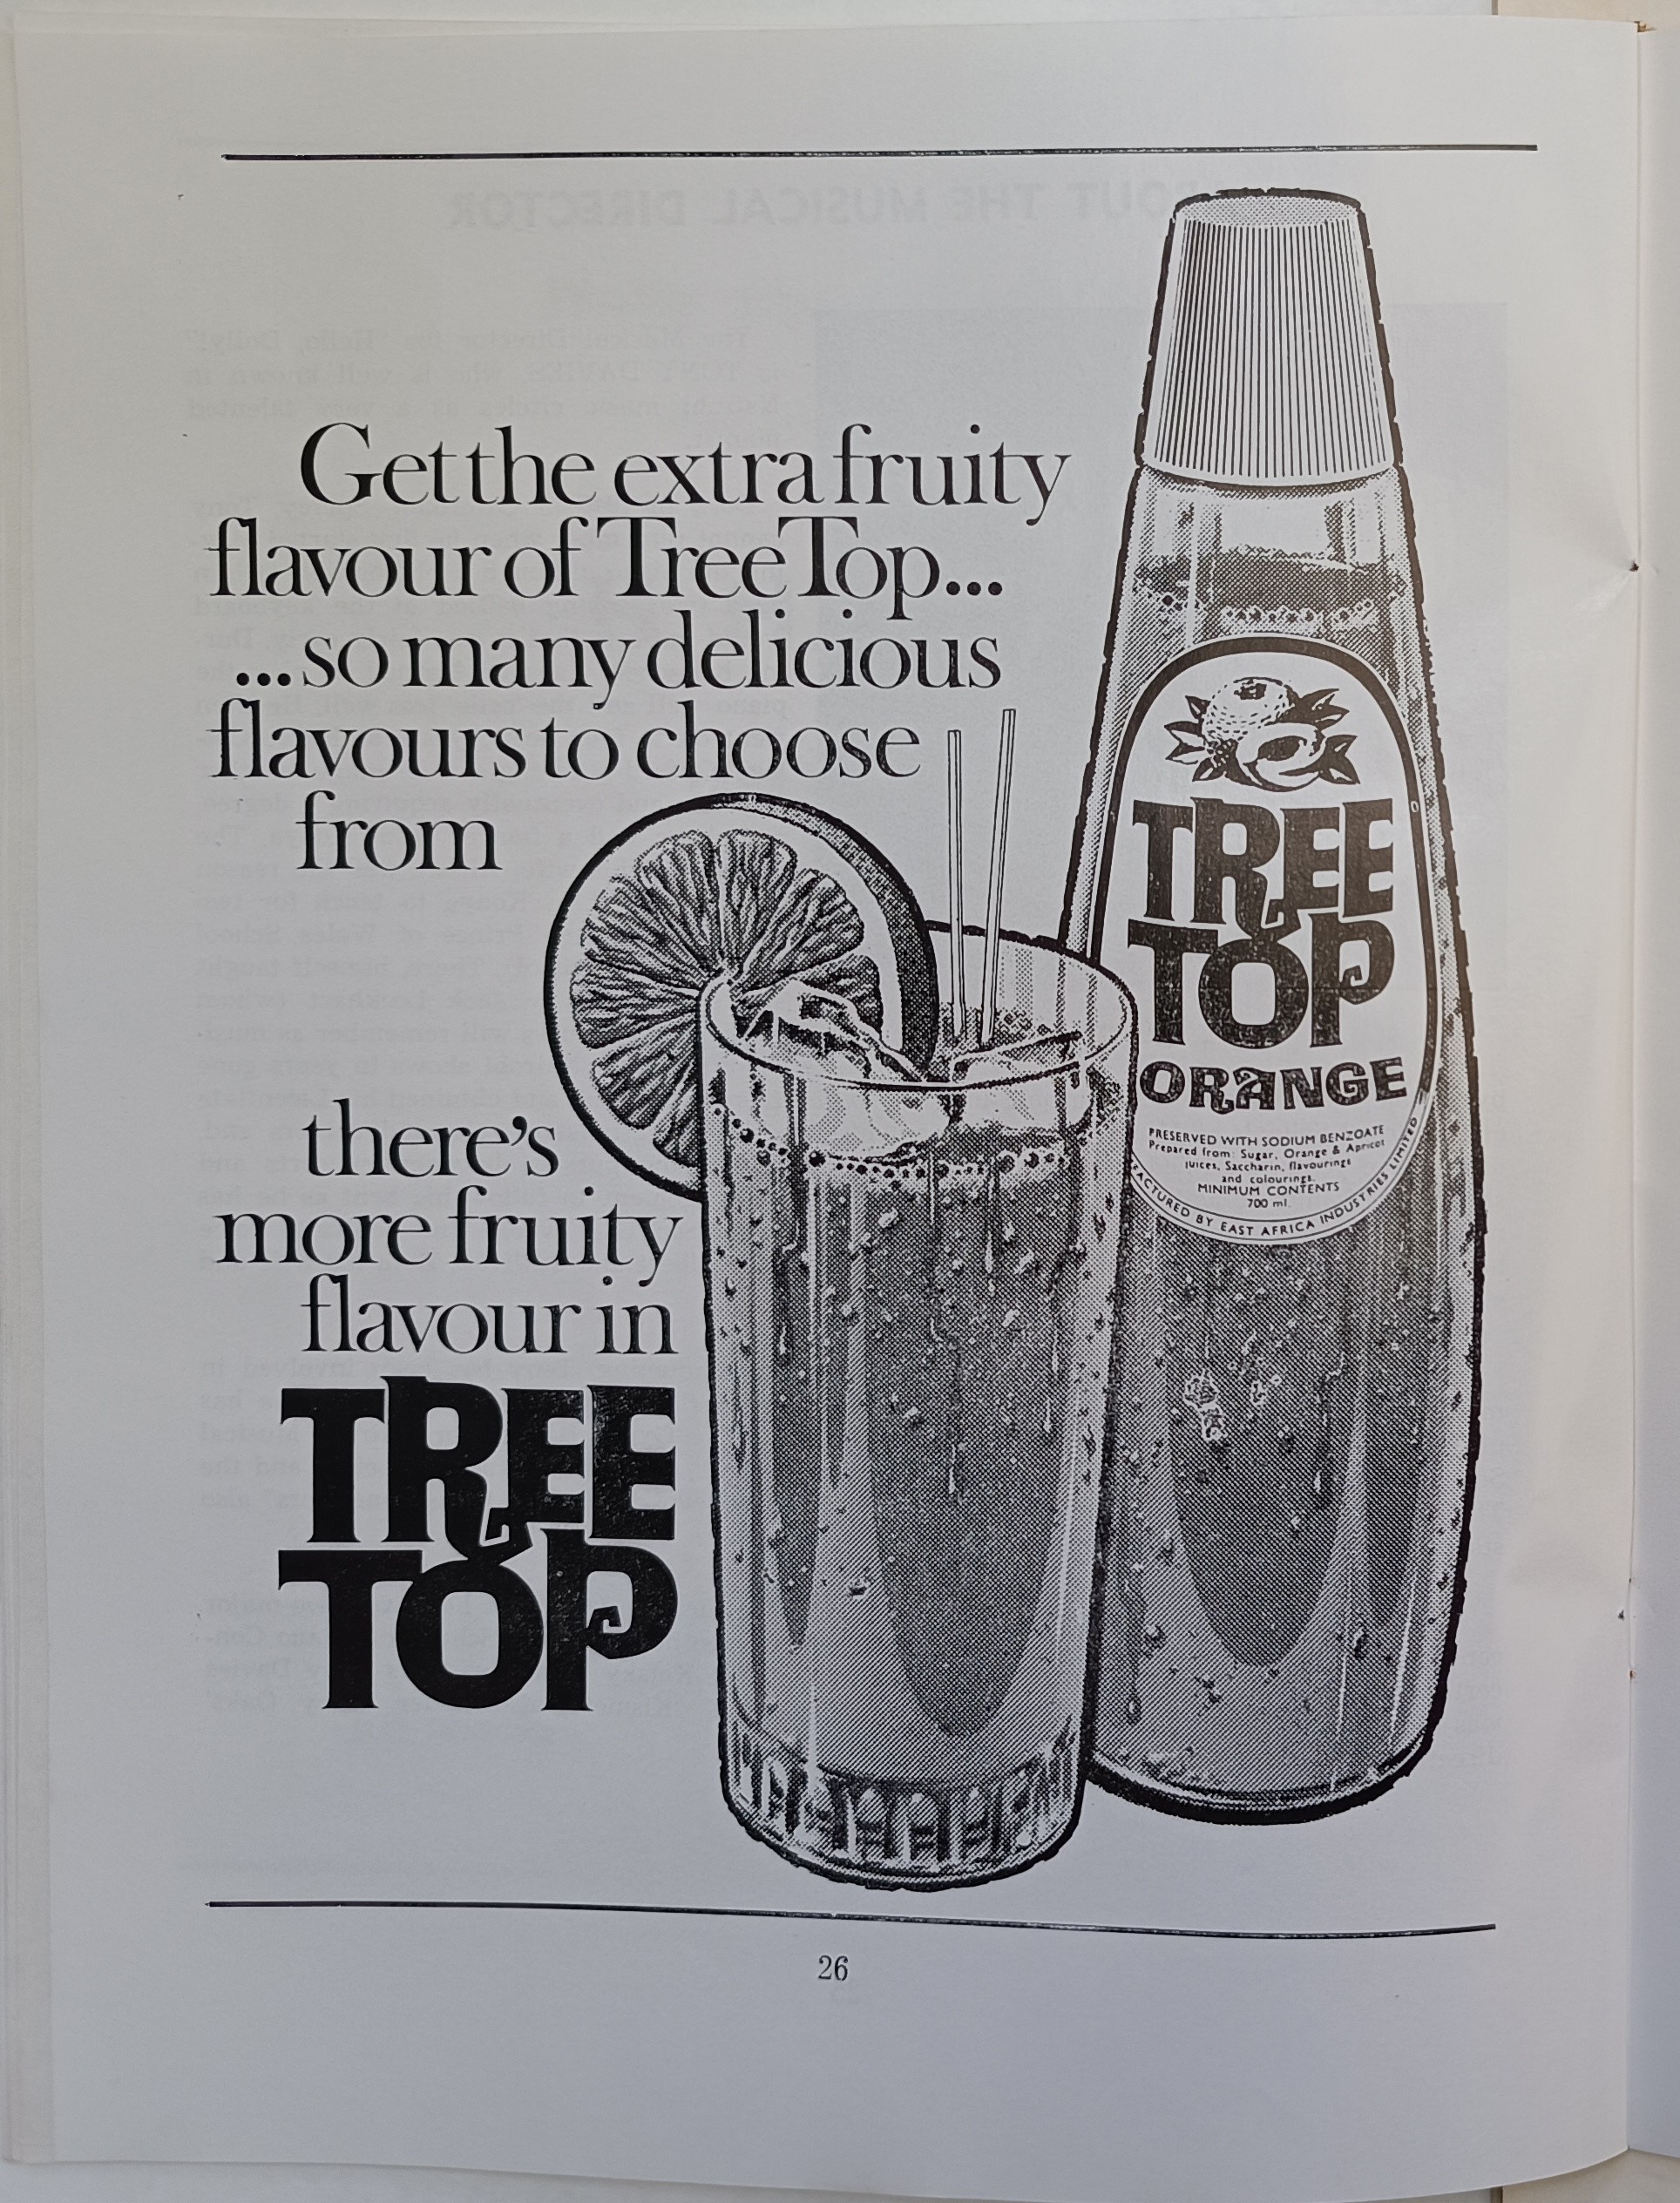 Get the extra fruity
flavour of Tree Top...
...so many delicious
flavours to choose
from
there's
more fruity
flavour in
TREE
TOP
TREE
TOP
ORANGE
PRESERVED WITH SODIUM BENZOATE
Prepared from: Sugar, Orange & Apricot
juices, Saccharin, flavourings
and colourings.
MINIMUM CONTENTS
700 ml.
BY EAST AFRICA INDUSTRIES LIMITED
26